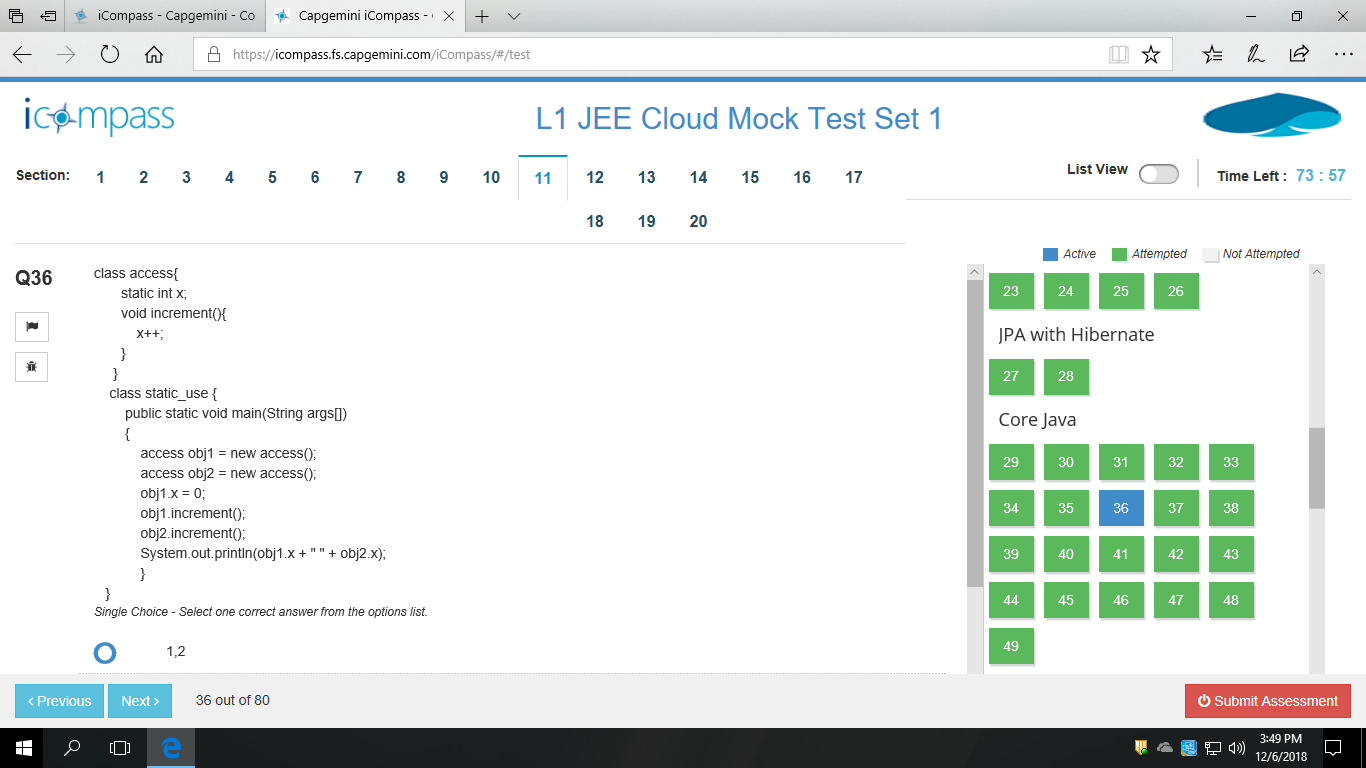 iCompass - Capgemini - Co
Capgemini iCompass -
https://icompass.fs.capgemini.com/iCompass/#/test
icompass
L1 JEE Cloud Mock Test Set 1
Section: 1 2 3 4 5 6 7 8 9 10 11 12 13 14 15 16 17
18 19 20
List View
Time Left : 73 : 57
Active Attempted Not Attempted
Q36
class access{
static int x;
void increment(){
x++;
}
}
class static_use {
public static void main(String args[])
{
access obj1 = new access();
access obj2 = new access();
obj1.x = 0;
obj1.increment();
obj2.increment();
System.out.println(obj1.x + " " + obj2.x);
}
}
Single Choice - Select one correct answer from the options list.
1,2
23 24 25 26
JPA with Hibernate
27 28
Core Java
29 30 31 32 33
34 35 36 37 38
39 40 41 42 43
44 45 46 47 48
49
< Previous
Next >
36 out of 80
Submit Assessment
3:49 PM
12/6/2018